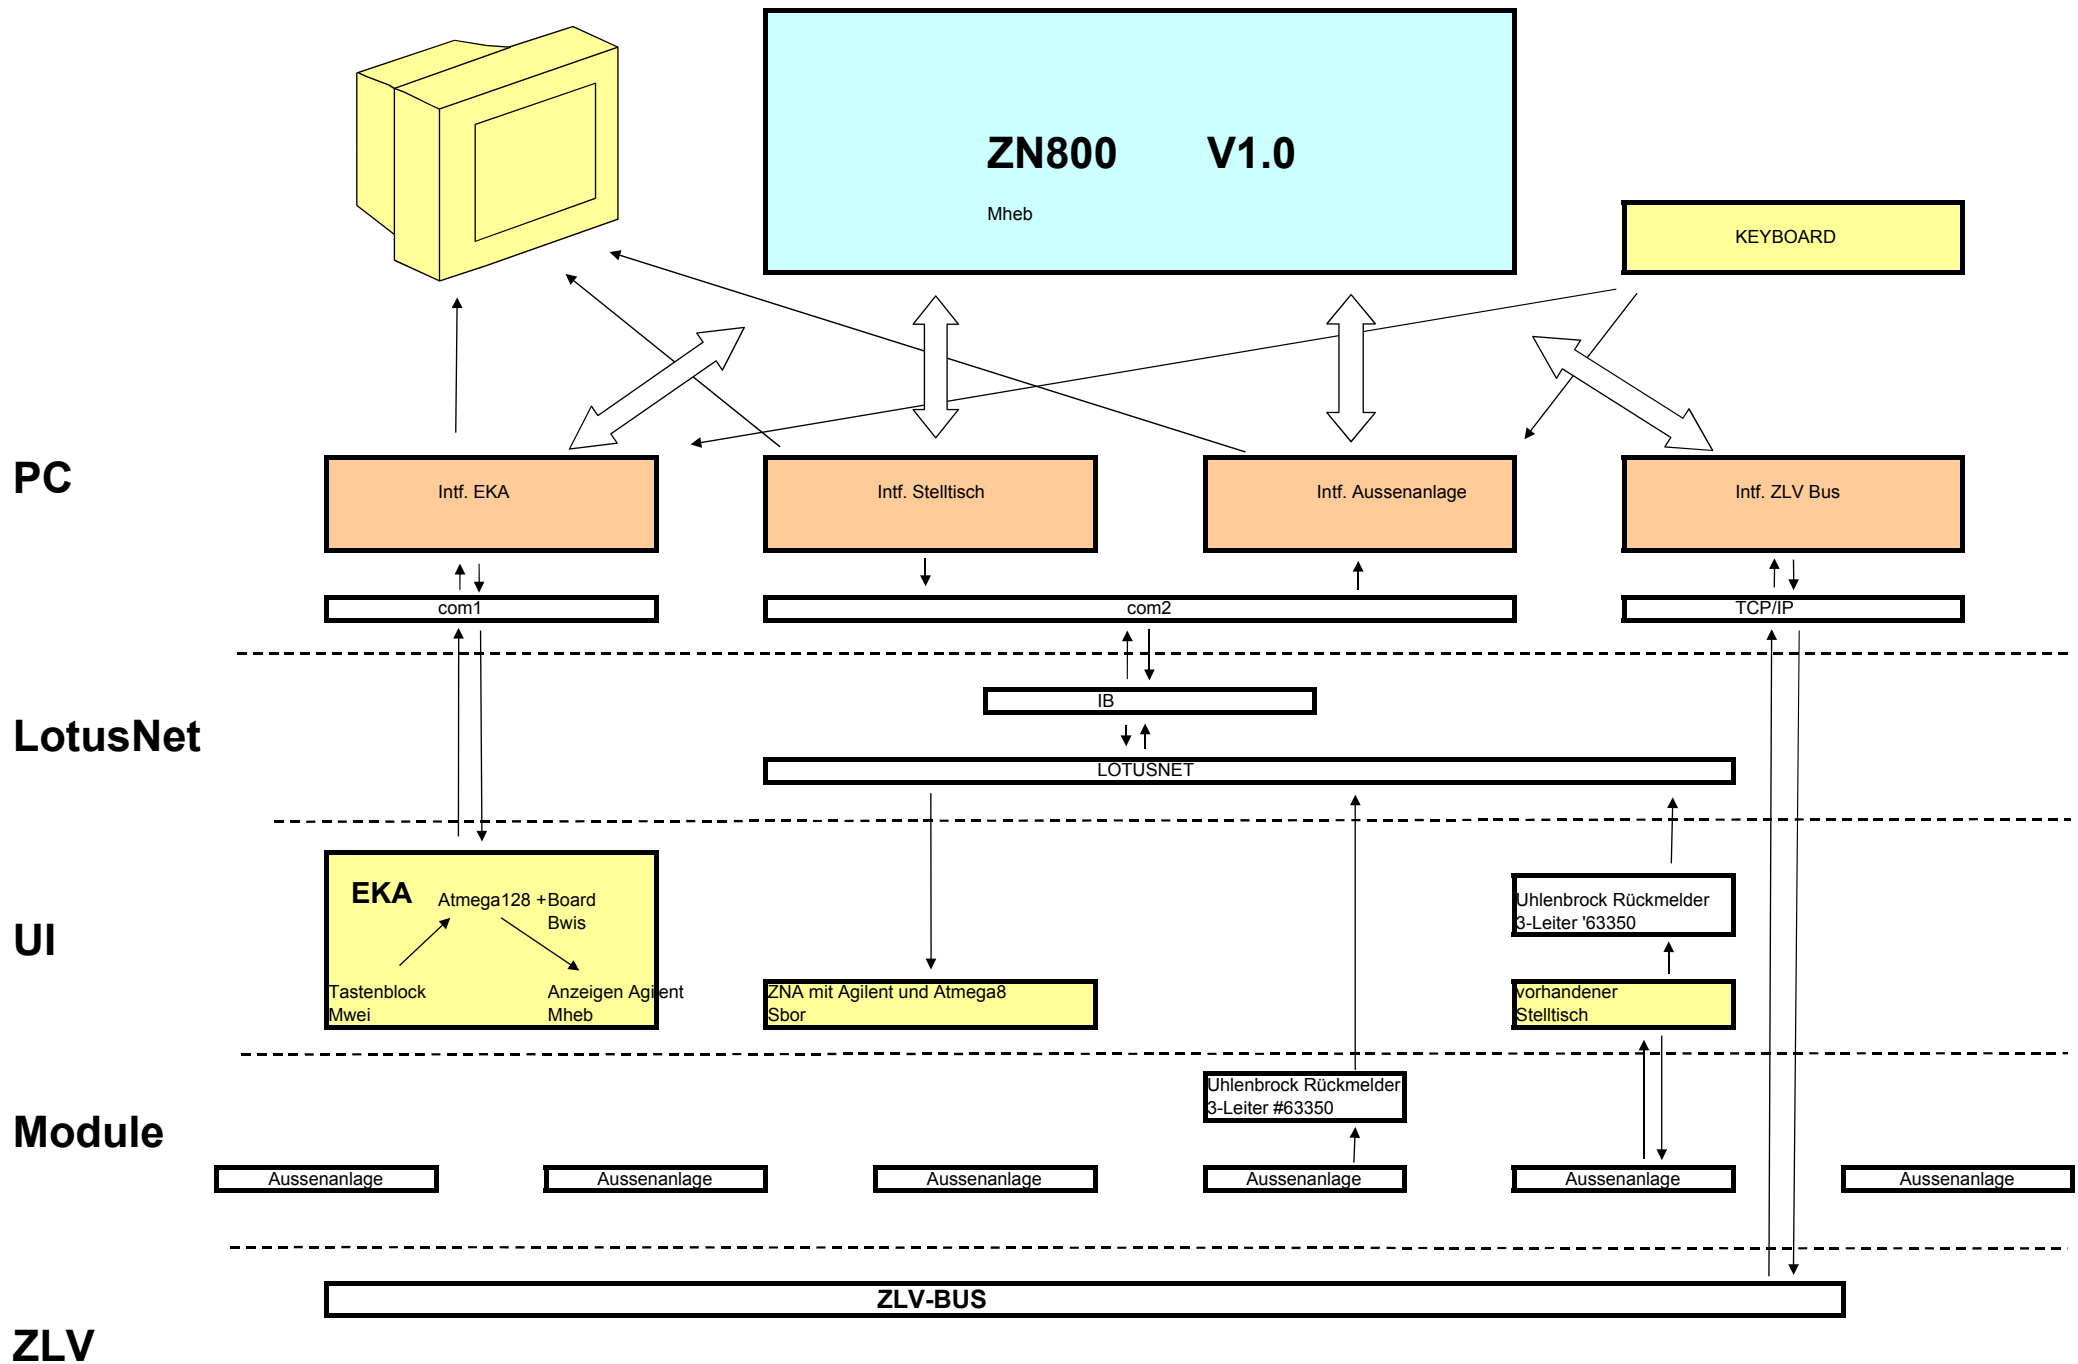 ZN800 V1.0
Mheb
KEYBOARD
PC
Intf. EKA
Intf. Stelltisch
Intf. Aussenanlage
Intf. ZLV Bus
com1
com2
TCP/IP
LotusNet
IB
LOTUSNET
UI
EKA
Atmega128 +Board
Bwis
Tastenblock
Mwei
Anzeigen Agilent
Mheb
ZNA mit Agilent und Atmega8
Sbor
Uhlenbrock Rückmelder
3-Leiter '63350
vorhandener
Stelltisch
Module
Uhlenbrock Rückmelder
3-Leiter #63350
Aussenanlage
Aussenanlage
Aussenanlage
Aussenanlage
Aussenanlage
Aussenanlage
ZLV-BUS
ZLV